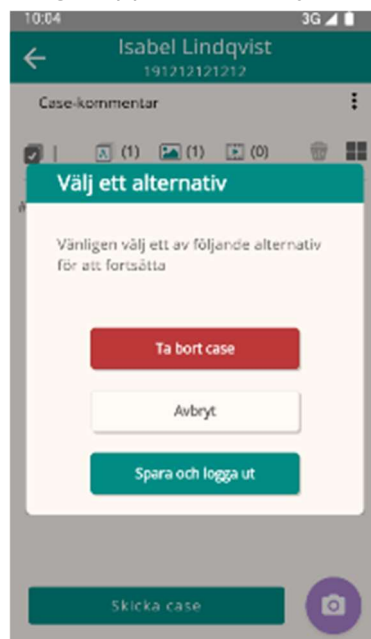 10:04 3G
Isabel Lindqvist
191212121212
Case-kommentar
(1) (1) (0)
Välj ett alternativ
Vänligen välj ett av följande alternativ
för att fortsätta
Ta bort case
Avbryt
Spara och logga ut
Skicka case